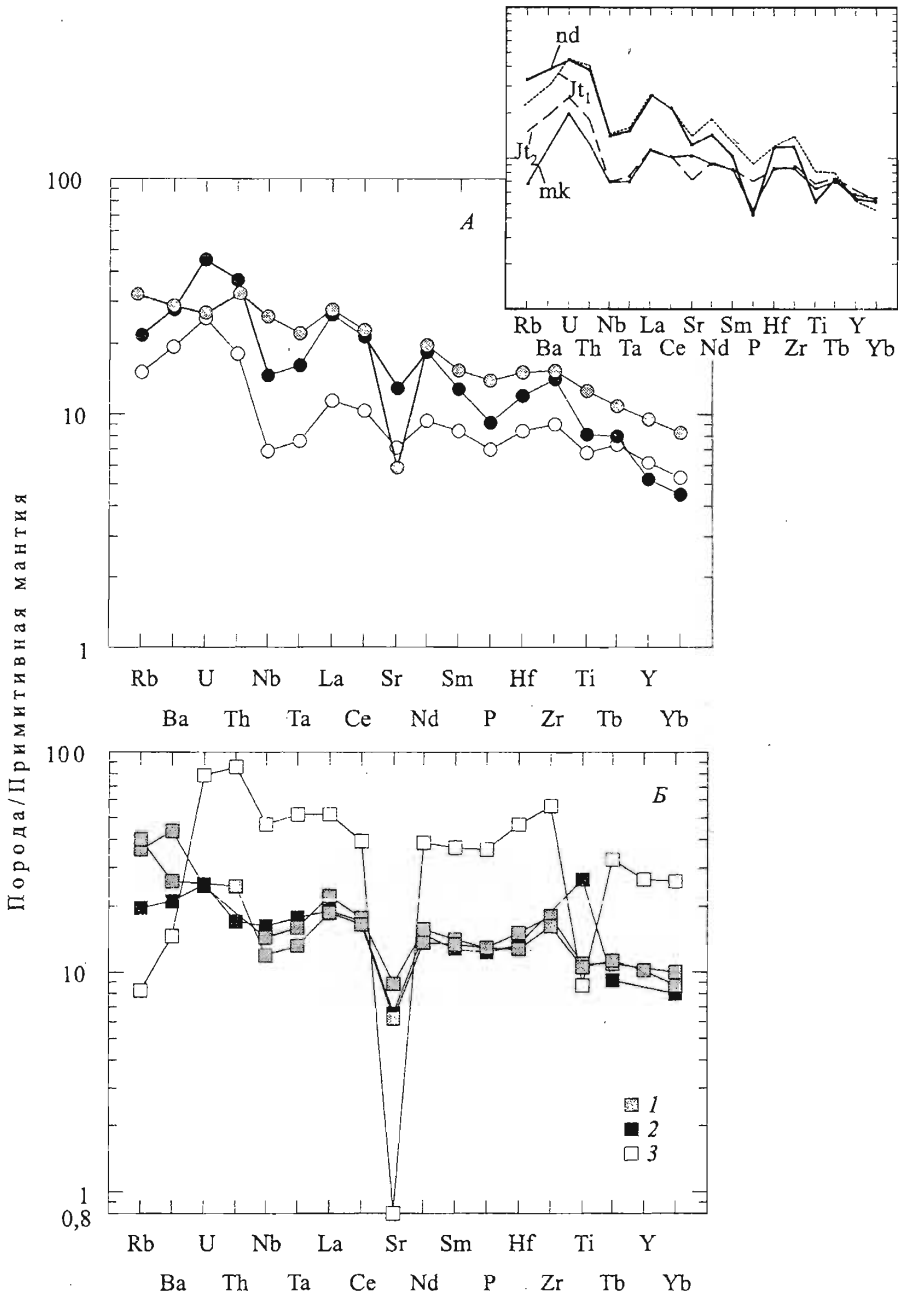 nd
Jt1
Jt2
mk
Rb U Nb La Sr Sm Hf Ti Y
Ba Th Ta Ce Nd P Zr Tb Yb
100
А
10
1
Rb U Nb La Sr Sm Hf Ti Y
Ba Th Ta Ce Nd P Zr Tb Yb
Порода/Примитивная мантия
100
Б
10
1
2
3
1
0,8
Rb U Nb La Sr Sm Hf Ti Y
Ba Th Ta Ce Nd P Zr Tb Yb